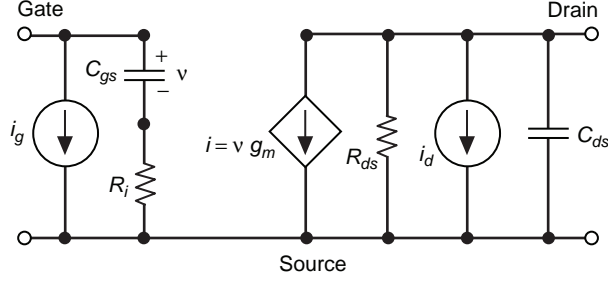 Gate
Drain
+
C_gs
ν
−
i_g
R_i
i = ν g_m
R_ds
i_d
C_ds
Source